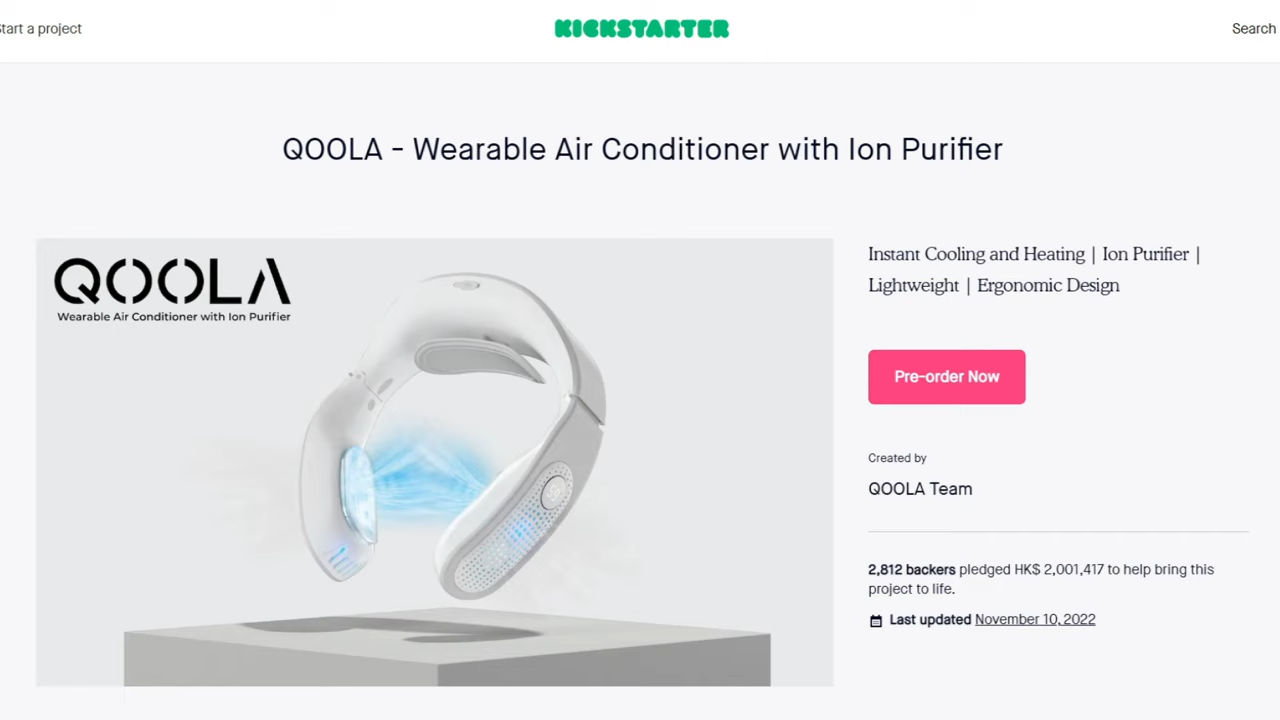 Start a project
KICKSTARTER
Search
QOOLA - Wearable Air Conditioner with Ion Purifier
QOOLA
Wearable Air Conditioner with Ion Purifier
Instant Cooling and Heating | Ion Purifier |
Lightweight | Ergonomic Design
Pre-order Now
Created by
QOOLA Team
2,812 backers pledged HK$ 2,001,417 to help bring this
project to life.
Last updated November 10, 2022